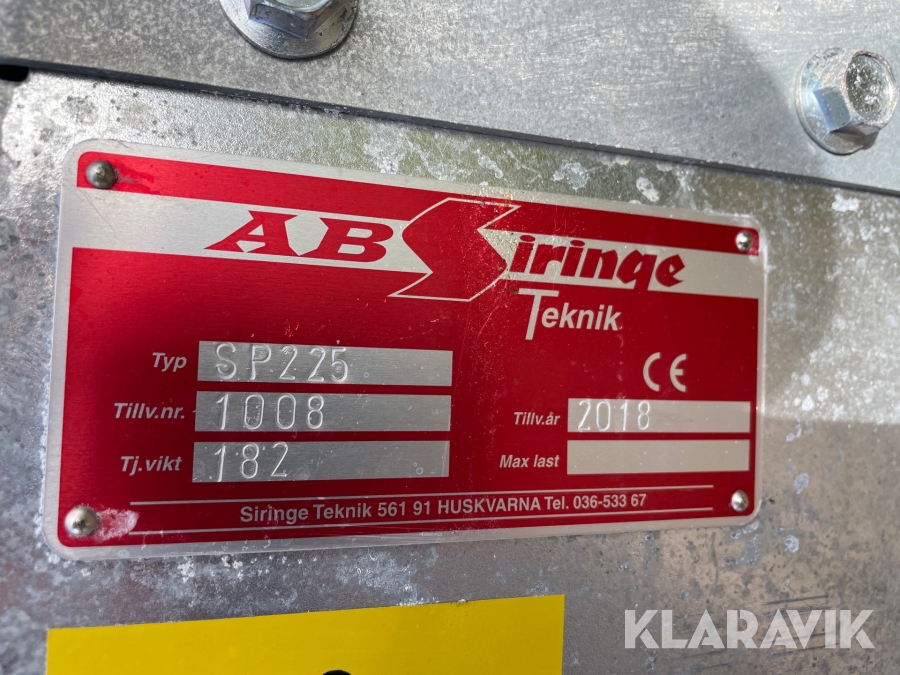 AB Siringe
Teknik
Typ SP225
CE
Tillv.nr. 1008 Tillv.år 2018
Tj.vikt 182 Max last
Siringe Teknik 561 91 HUSKVARNA Tel. 036-533 67
KLARAVIK